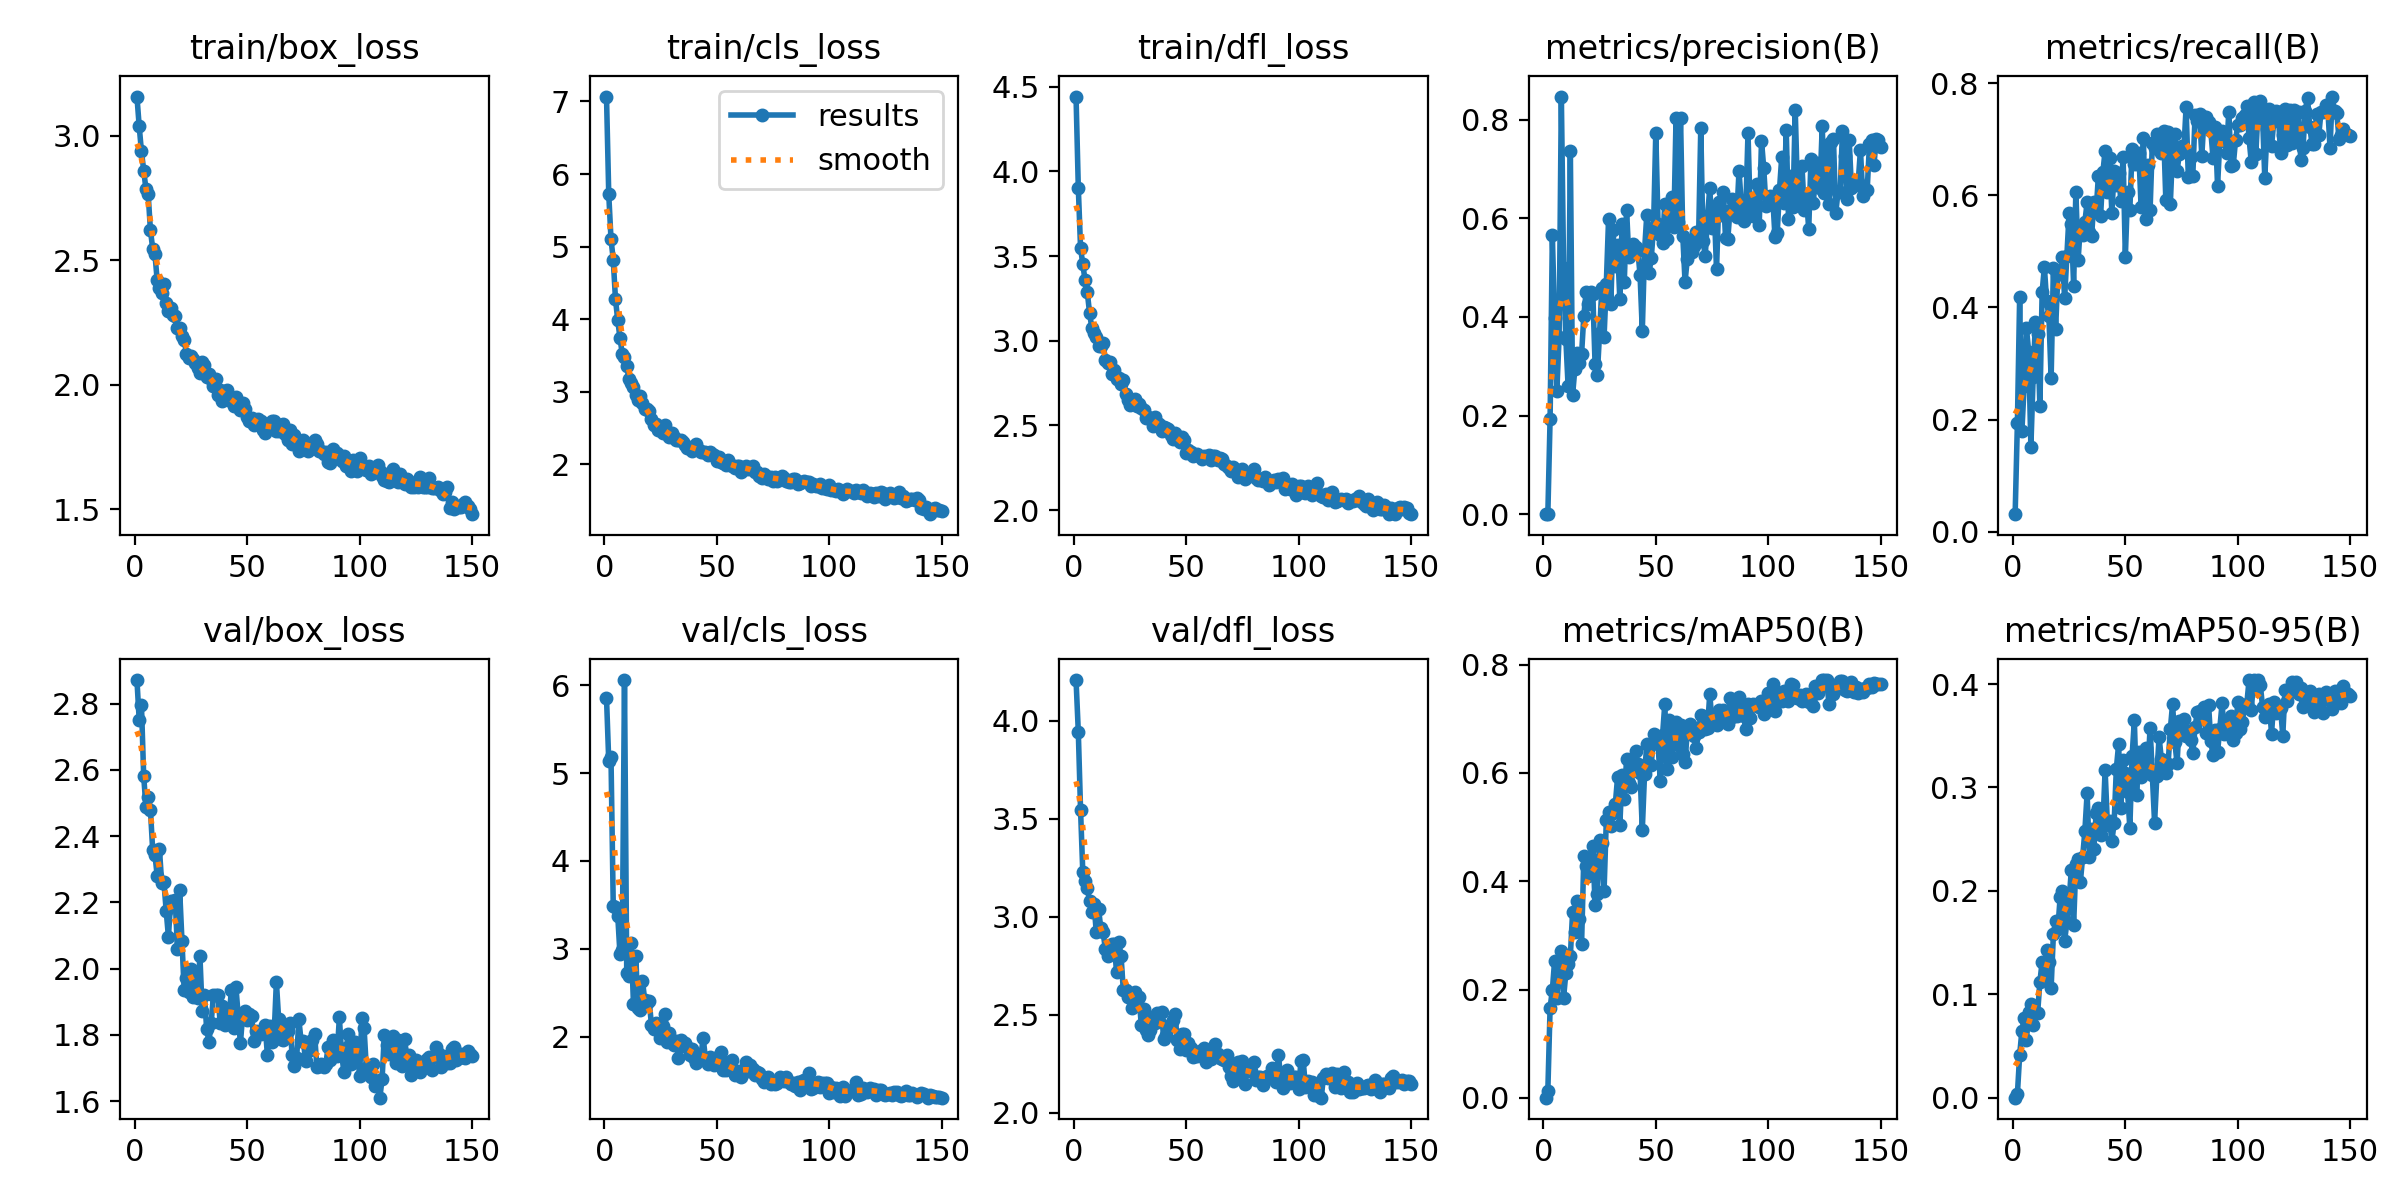 train/box_loss
train/cls_loss
train/dfl_loss
metrics/precision(B)
metrics/recall(B)
3.0
2.5
2.0
1.5
0 50 100 150
7
6
5
4
3
2
results
smooth
0 50 100 150
4.5
4.0
3.5
3.0
2.5
2.0
0 50 100 150
0.8
0.6
0.4
0.2
0.0
0 50 100 150
0.8
0.6
0.4
0.2
0.0
0 50 100 150
val/box_loss
val/cls_loss
val/dfl_loss
metrics/mAP50(B)
metrics/mAP50-95(B)
2.8
2.6
2.4
2.2
2.0
1.8
1.6
0 50 100 150
6
5
4
3
2
0 50 100 150
4.0
3.5
3.0
2.5
2.0
0 50 100 150
0.8
0.6
0.4
0.2
0.0
0 50 100 150
0.4
0.3
0.2
0.1
0.0
0 50 100 150